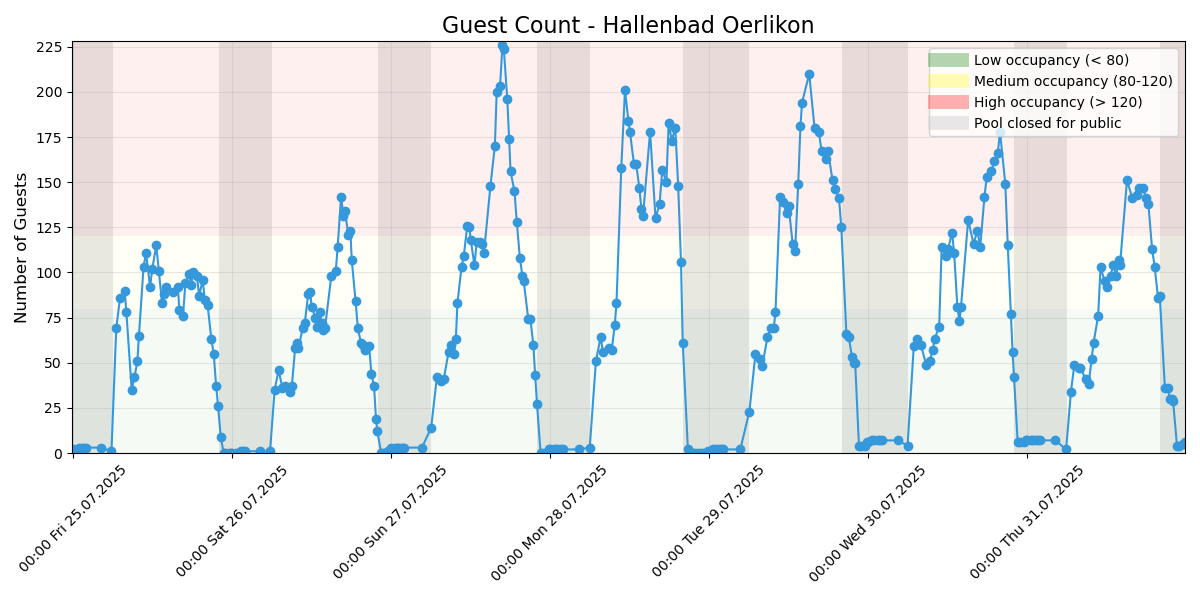 Guest Count - Hallenbad Oerlikon
Number of Guests
225
200
175
150
125
100
75
50
25
0
Low occupancy (< 80)
Medium occupancy (80-120)
High occupancy (> 120)
Pool closed for public
00:00 Fri 25.07.2025
00:00 Sat 26.07.2025
00:00 Sun 27.07.2025
00:00 Mon 28.07.2025
00:00 Tue 29.07.2025
00:00 Wed 30.07.2025
00:00 Thu 31.07.2025